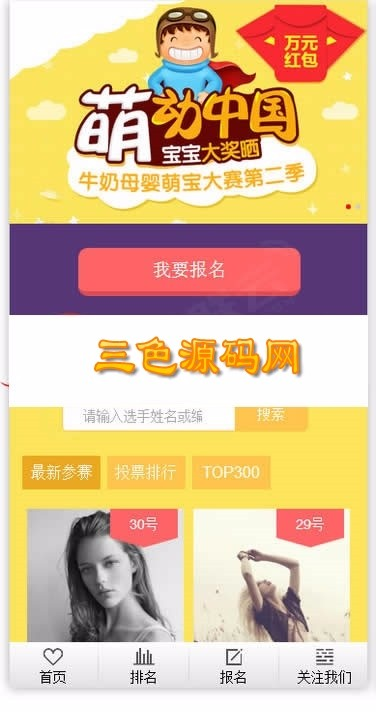 万元
红包
萌动中国
宝宝大奖晒
牛奶母婴萌宝大赛第二季
我要报名
三色源码网
请输入选手姓名或编
搜索
最新参赛
投票排行
TOP300
30号
29号
首页
排名
报名
关注我们